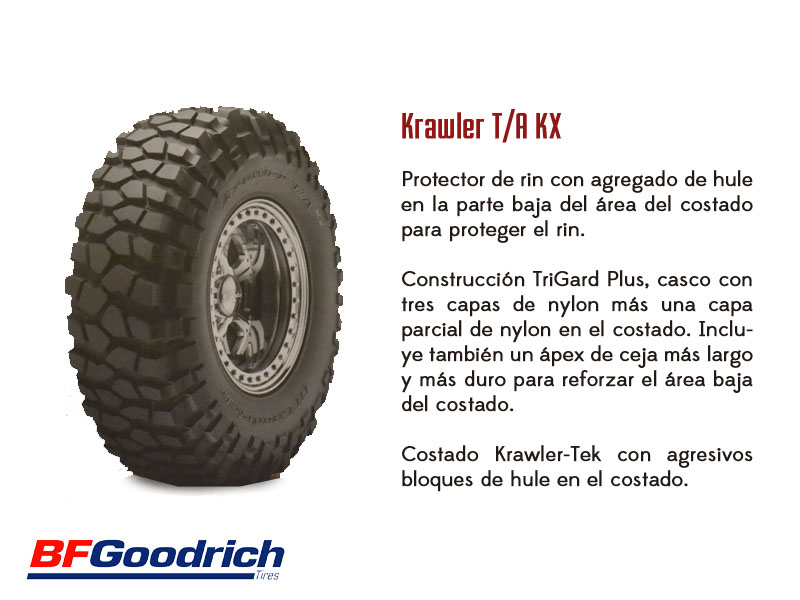 Krawler T/A KX
Protector de rin con agregado de hule
en la parte baja del área del costado
para proteger el rin.
Construcción TriGard Plus, casco con
tres capas de nylon más una capa
parcial de nylon en el costado. Inclu-
ye también un ápex de ceja más largo
y más duro para reforzar el área baja
del costado.
Costado Krawler-Tek con agresivos
bloques de hule en el costado.
Krawler T/A
BFGoodrich
BFGoodrich
Tires